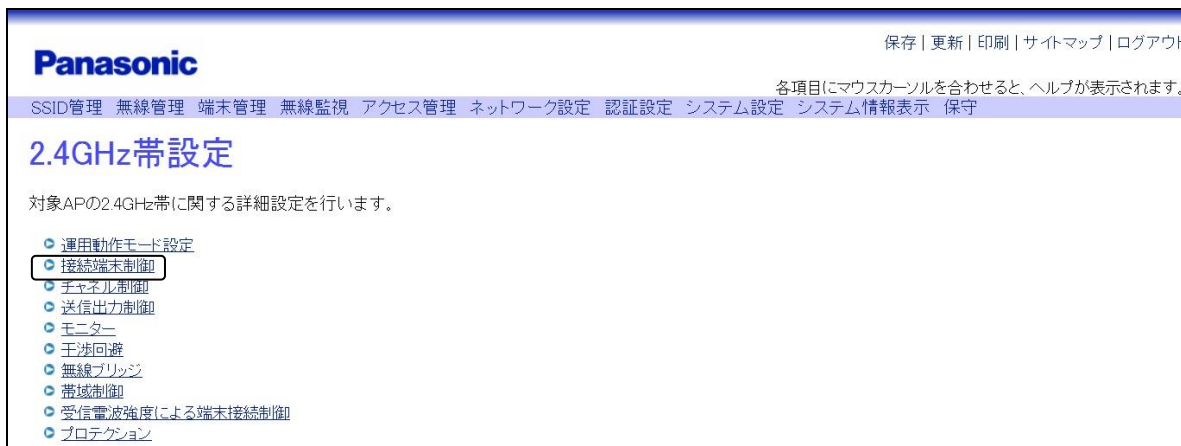 保存 | 更新 | 印刷 | サイトマップ | ログアウト
Panasonic
各項目にマウスカーソルを合わせると、ヘルプが表示されます。
SSID管理 無線管理 端末管理 無線監視 アクセス管理 ネットワーク設定 認証設定 システム設定 システム情報表示 保守
2.4GHz帯設定
対象APの2.4GHz帯に関する詳細設定を行います。
運用動作モード設定
接続端末制御
チャネル制御
送信出力制御
モニター
干渉回避
無線ブリッジ
帯域制御
受信電波強度による端末接続制御
プロテクション